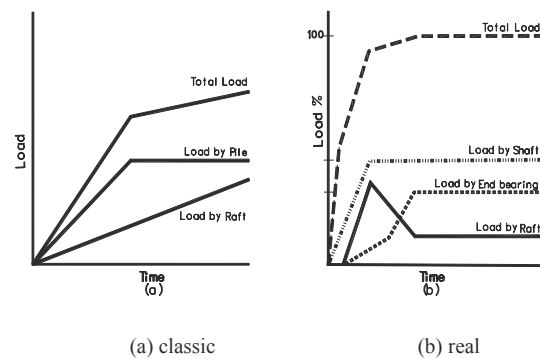 Total Load
Load by Pile
Load by Raft
Load
Time
(a)
100
Total Load
Load by Shaft
Load by End bearing
Load by Raft
Load %
Time
(b)
(a) classic
(b) real